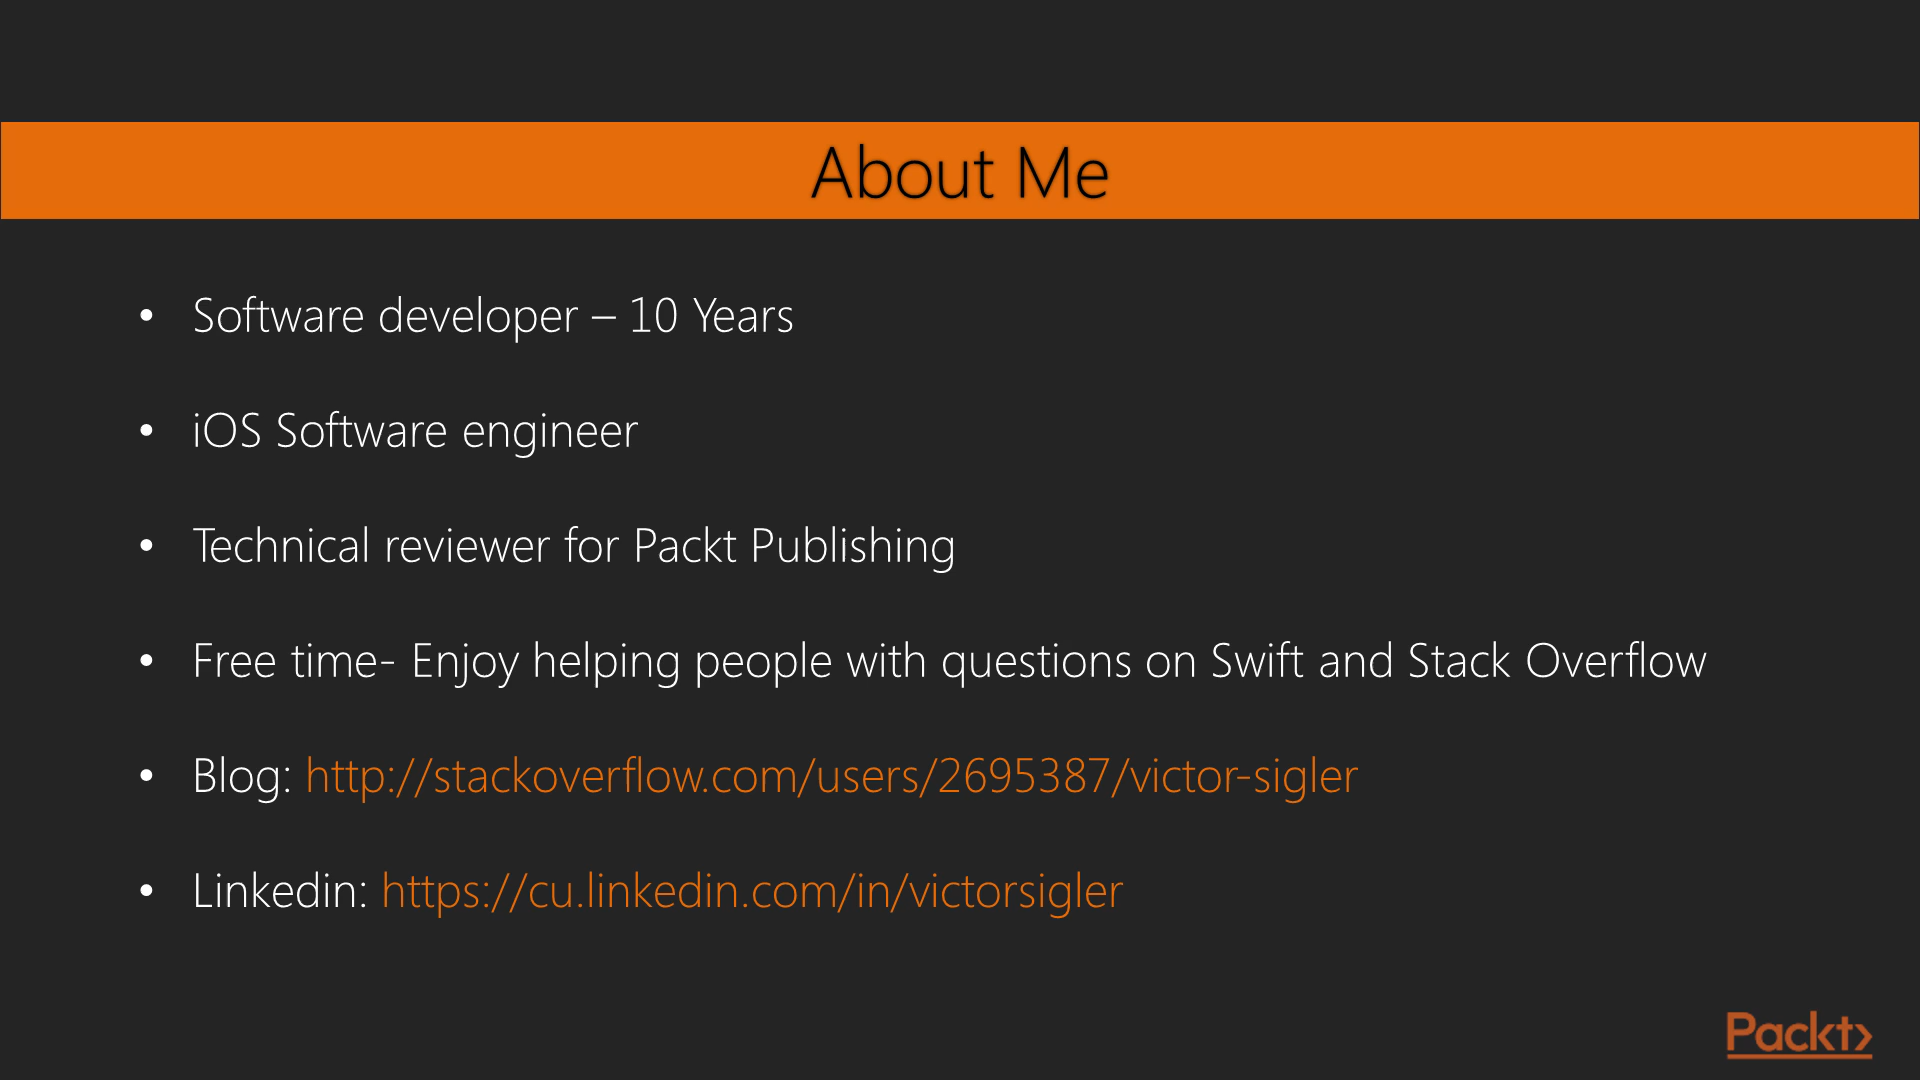 About Me
• Software developer – 10 Years
• iOS Software engineer
• Technical reviewer for Packt Publishing
• Free time- Enjoy helping people with questions on Swift and Stack Overflow
• Blog: http://stackoverflow.com/users/2695387/victor-sigler
• Linkedin: https://cu.linkedin.com/in/victorsigler
Packt>